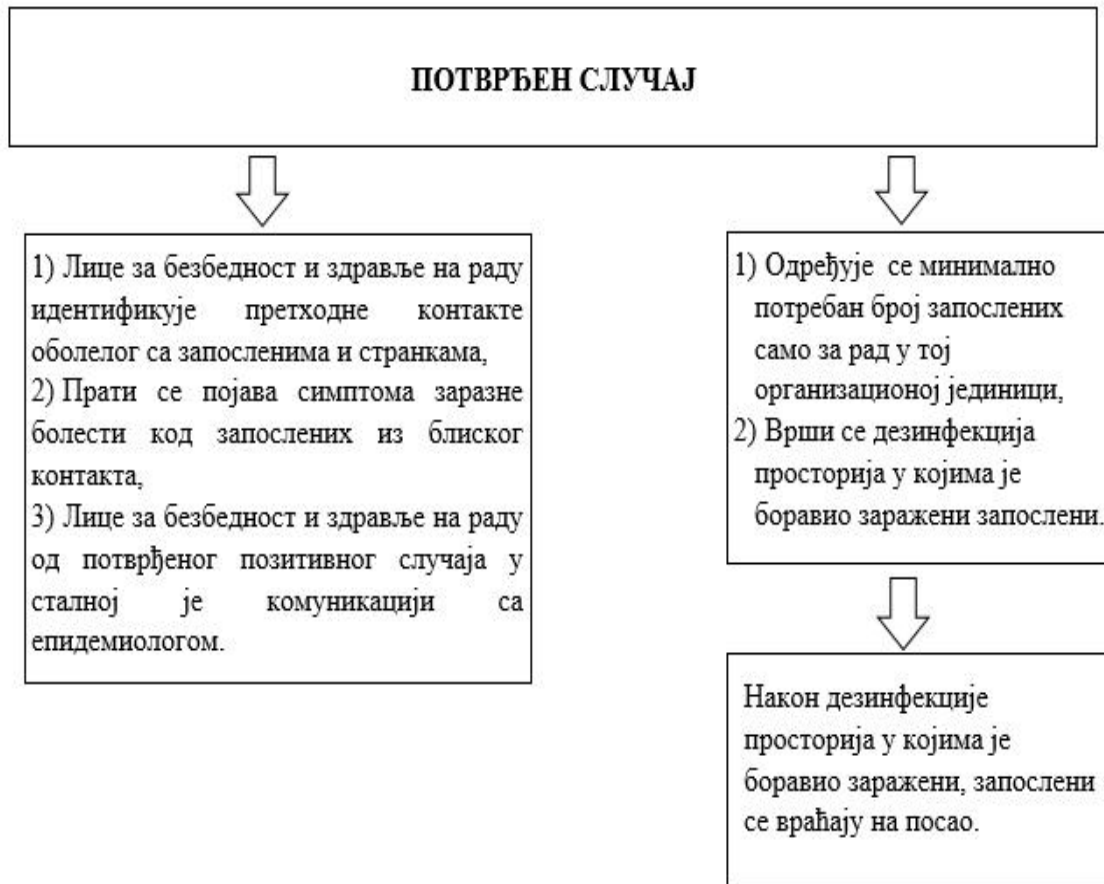 ПОТВРЂЕН СЛУЧАЈ
1) Лице за безбедност и здравље на раду
идентификује претходне контакте
оболелог са запосленима и странкама,
2) Прати се појава симптома заразне
болести код запослених из блиског
контакта,
3) Лице за безбедност и здравље на раду
од потврђеног позитивног случаја у
сталној је комуникацији са
епидемиологом.
1) Одређује се минимално
потребан број запослених
само за рад у тој
организационој јединици,
2) Врши се дезинфекција
просторија у којима је
боравио заражени запослени.
Након дезинфекције
просторија у којима је
боравио заражени, запослени
се враћају на посао.